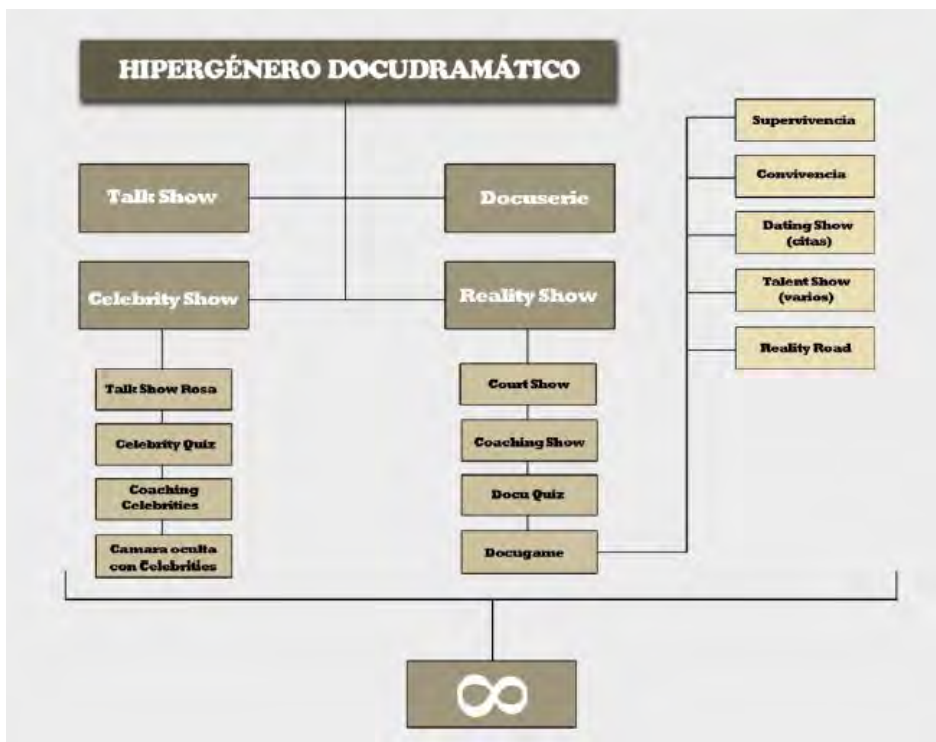 HIPERGÉNERO DOCUDRAMÁTICO
Talk Show
Docuserie
Celebrity Show
Reality Show
Talk Show Rosa
Celebrity Quiz
Coaching
Celebrities
Camara oculta
con Celebrities
Court Show
Coaching Show
Docu Quiz
Docugame
Supervivencia
Convivencia
Dating Show
(citas)
Talent Show
(varios)
Reality Road
∞